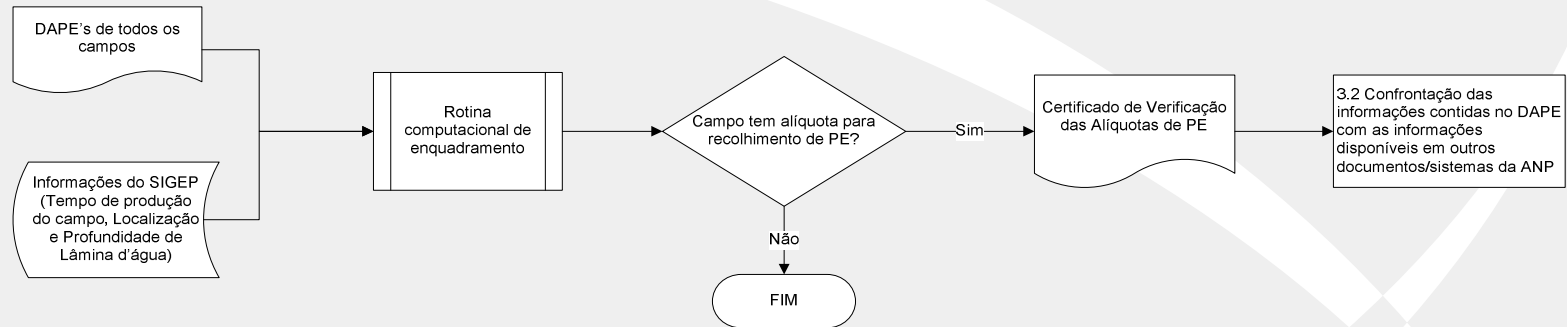 DAPE’s de todos os
campos
Informações do SIGEP
(Tempo de produção
do campo, Localização
e Profundidade de
Lâmina d’água)
Rotina
computacional de
enquadramento
Campo tem alíquota para
recolhimento de PE?
Sim
Não
FIM
Certificado de Verificação
das Alíquotas de PE
3.2 Confrontação das
informações contidas no DAPE
com as informações
disponíveis em outros
documentos/sistemas da ANP